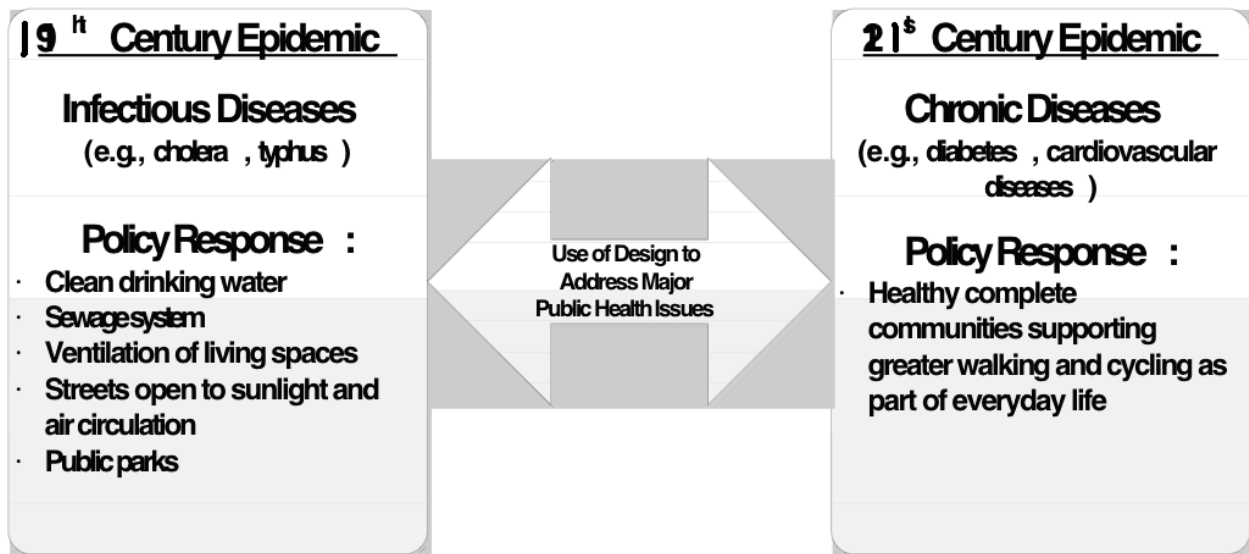 19th Century Epidemic
Infectious Diseases
(e.g., cholera , typhus )
Policy Response :
· Clean drinking water
· Sewage system
· Ventilation of living spaces
· Streets open to sunlight and
air circulation
· Public parks
Use of Design to
Address Major
Public Health Issues
21st Century Epidemic
Chronic Diseases
(e.g., diabetes , cardiovascular
diseases )
Policy Response :
· Healthy complete
communities supporting
greater walking and cycling as
part of everyday life